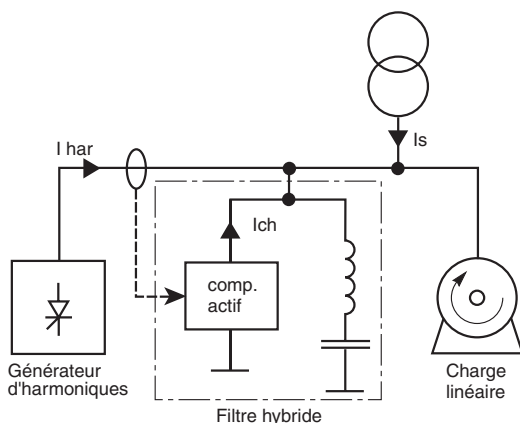 Is
I har
Ich
comp.
actif
Générateur
d'harmoniques
Charge
linéaire
Filtre hybride